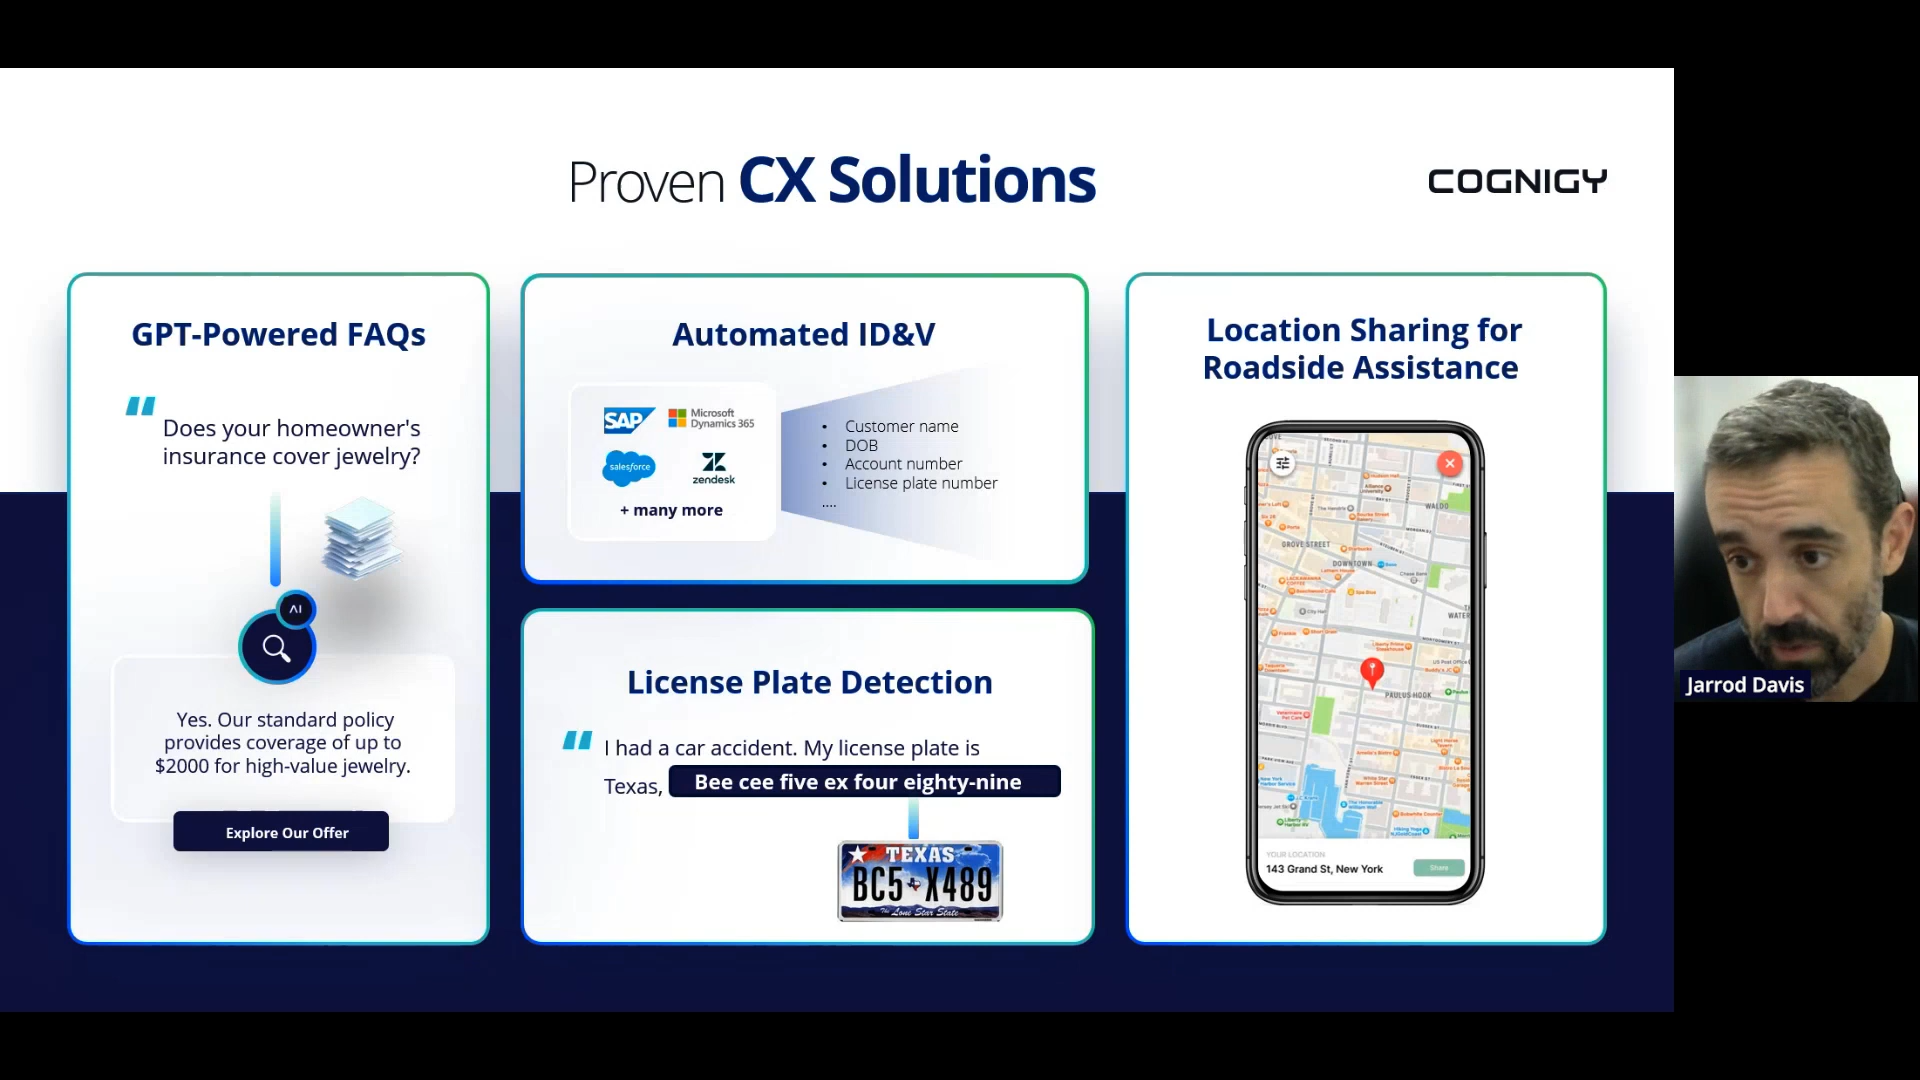 Proven CX Solutions
COGNIGY
GPT-Powered FAQs
Does your homeowner's
insurance cover jewelry?
AI
Yes. Our standard policy
provides coverage of up to
$2000 for high-value jewelry.
Explore Our Offer
Automated ID&V
SAP
Microsoft
Dynamics 365
salesforce
zendesk
+ many more
• Customer name
• DOB
• Account number
• License plate number
....
License Plate Detection
I had a car accident. My license plate is
Texas, Bee cee five ex four eighty-nine
TEXAS
BC5 X489
The Lone Star State
Location Sharing for
Roadside Assistance
WALDO
GROVE STREET
DOWNTOWN
City Hall
PAULUS HOOK
YOUR LOCATION
143 Grand St, New York
Share
Jarrod Davis